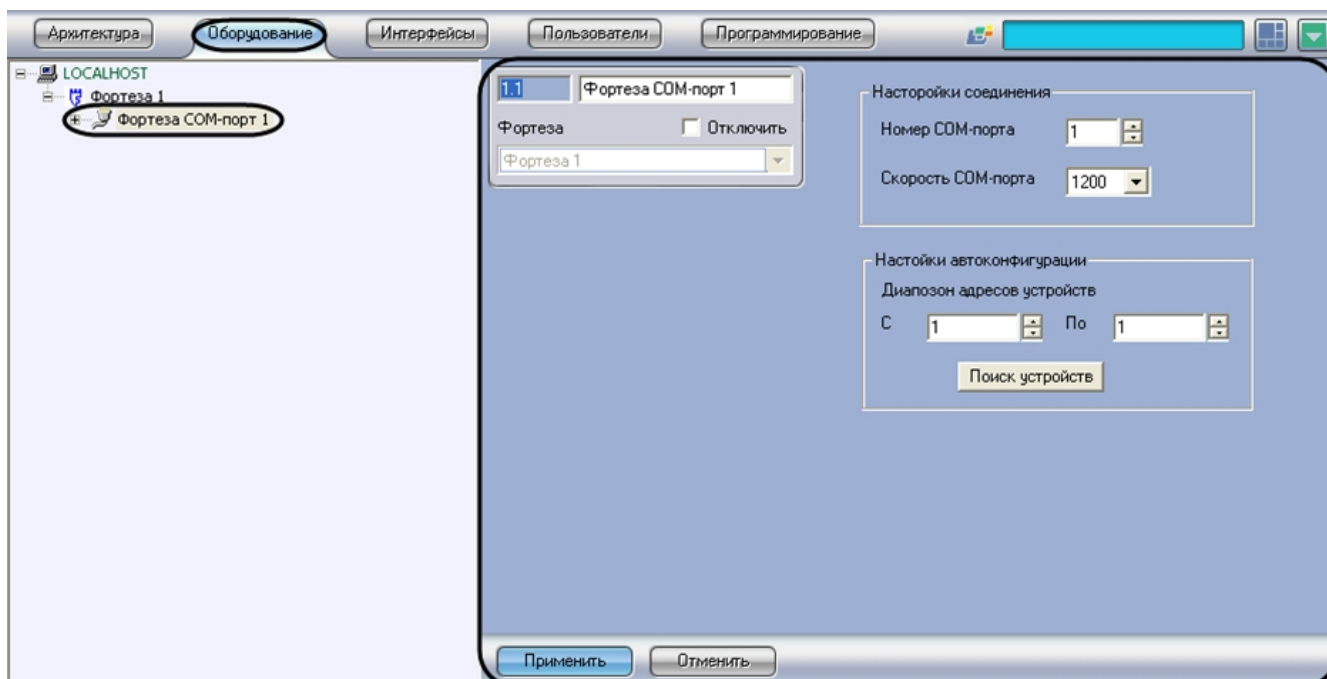 Архитектура Оборудование Интерфейсы Пользователи Программирование
LOCALHOST
Фортеза 1
Фортеза COM-порт 1
1.1 Фортеза COM-порт 1
Фортеза Отключить
Фортеза 1
Насторойки соединения
Номер COM-порта 1
Скорость COM-порта 1200
Настойки автоконфигурации
Диапозон адресов устройств
С 1 По 1
Поиск устройств
Применить Отменить